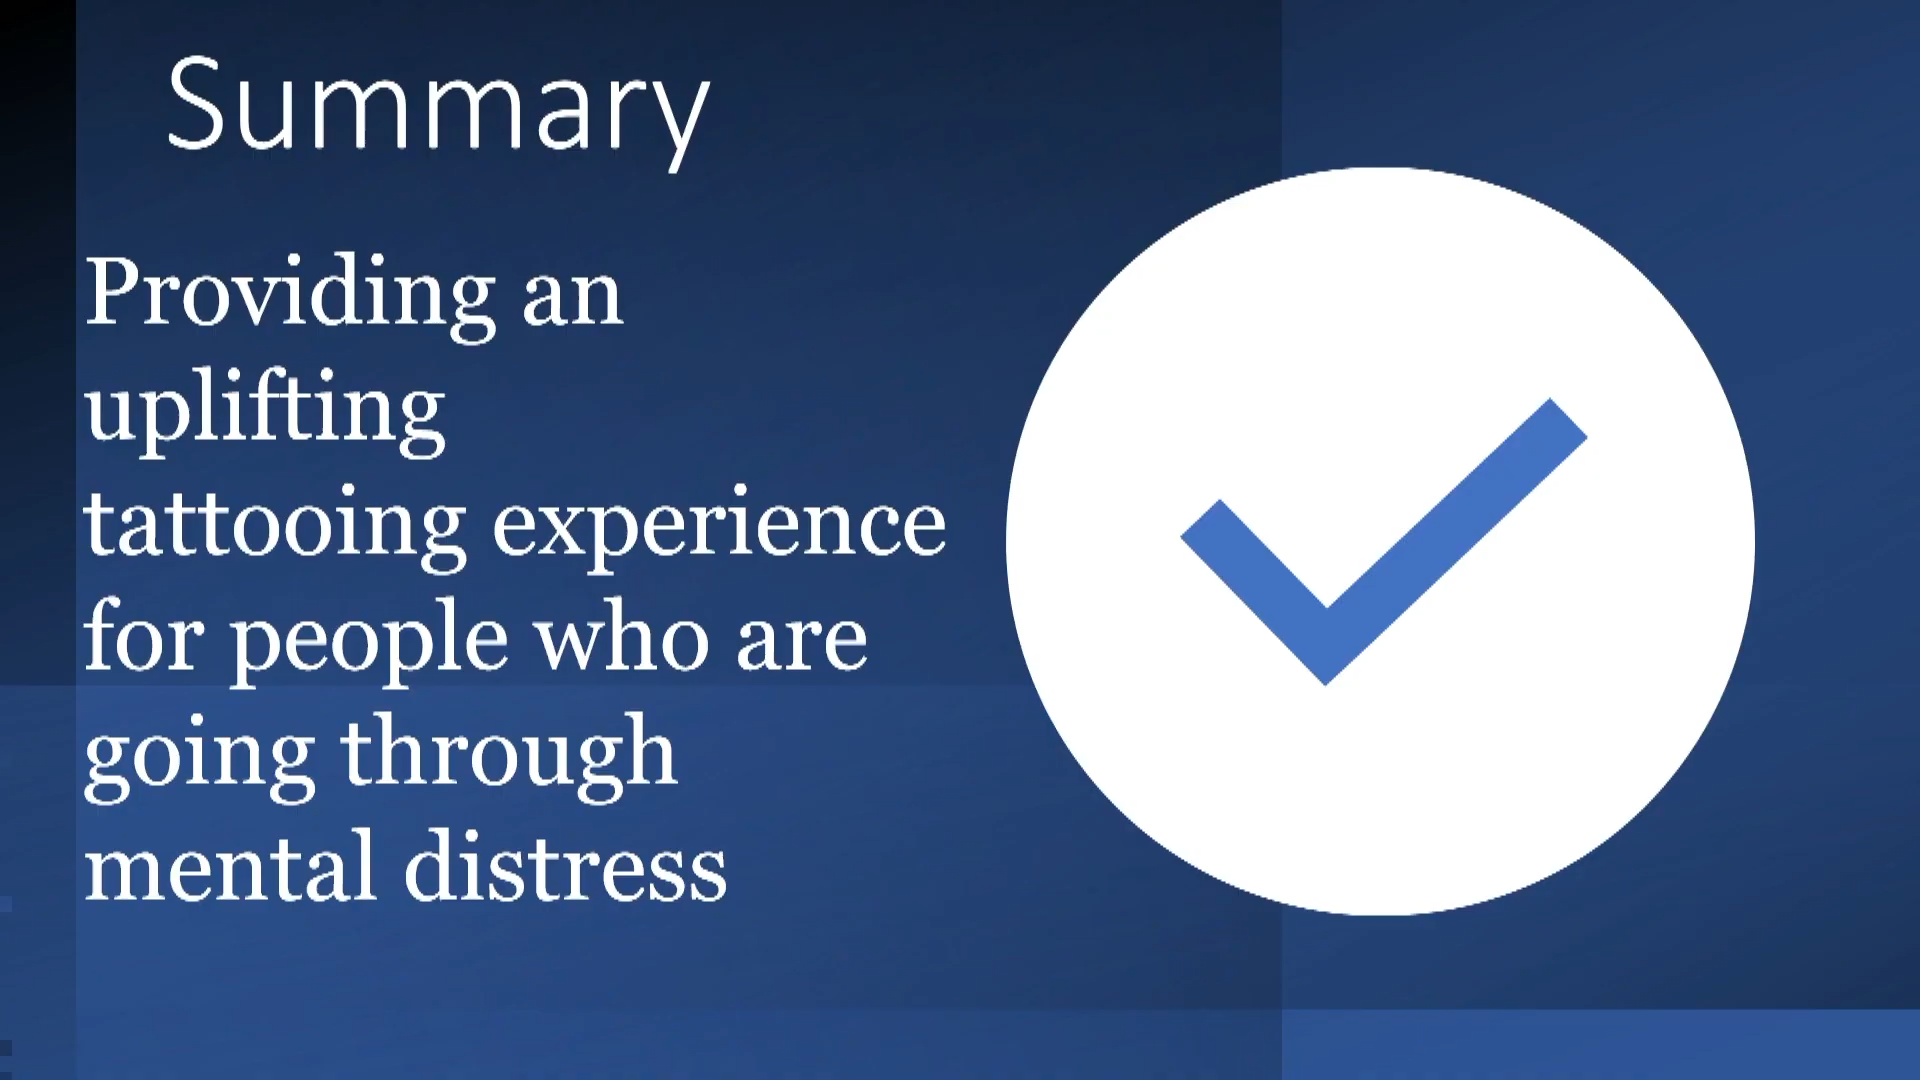 Summary
Providing an
uplifting
tattooing experience
for people who are
going through
mental distress